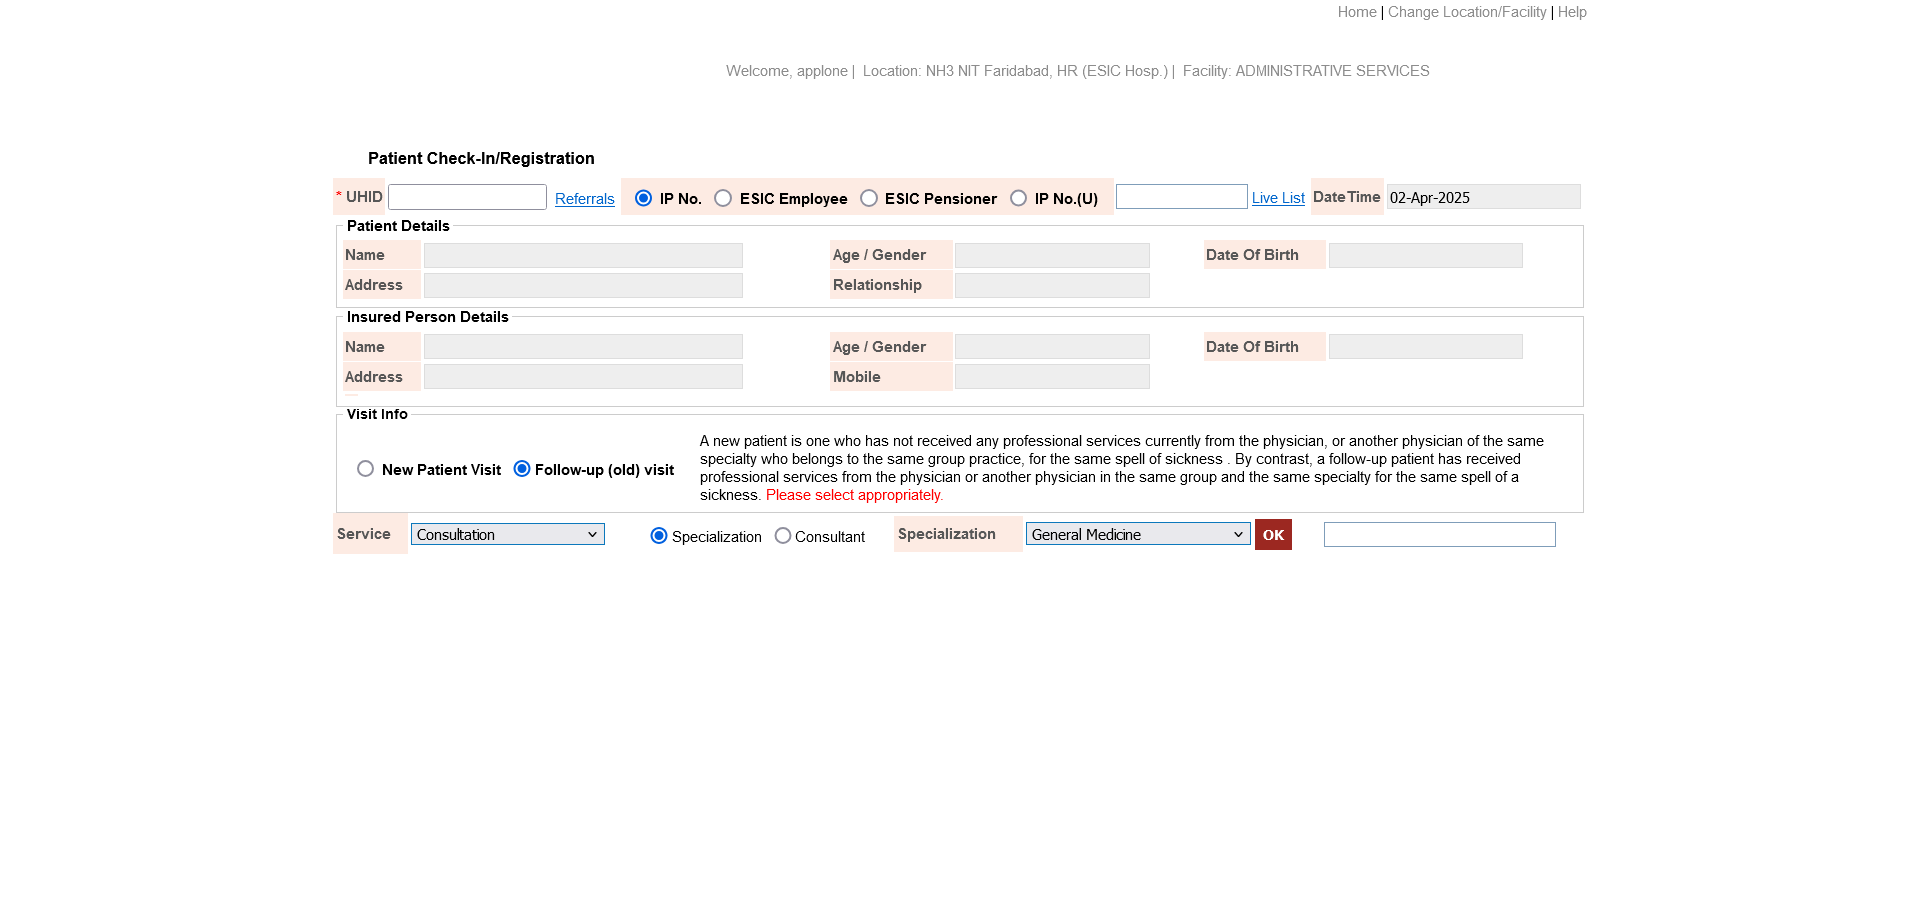 Home | Change Location/Facility | Help
Welcome, applone | Location: NH3 NIT Faridabad, HR (ESIC Hosp.) | Facility: ADMINISTRATIVE SERVICES
Patient Check-In/Registration
* UHID Referrals IP No. ESIC Employee ESIC Pensioner IP No.(U) Live List DateTime 02-Apr-2025
Patient Details
Name Age / Gender Date Of Birth
Address Relationship
Insured Person Details
Name Age / Gender Date Of Birth
Address Mobile
Visit Info
New Patient Visit Follow-up (old) visit
A new patient is one who has not received any professional services currently from the physician, or another physician of the same
specialty who belongs to the same group practice, for the same spell of sickness . By contrast, a follow-up patient has received
professional services from the physician or another physician in the same group and the same specialty for the same spell of a
sickness. Please select appropriately.
Service Consultation Specialization Consultant Specialization General Medicine OK